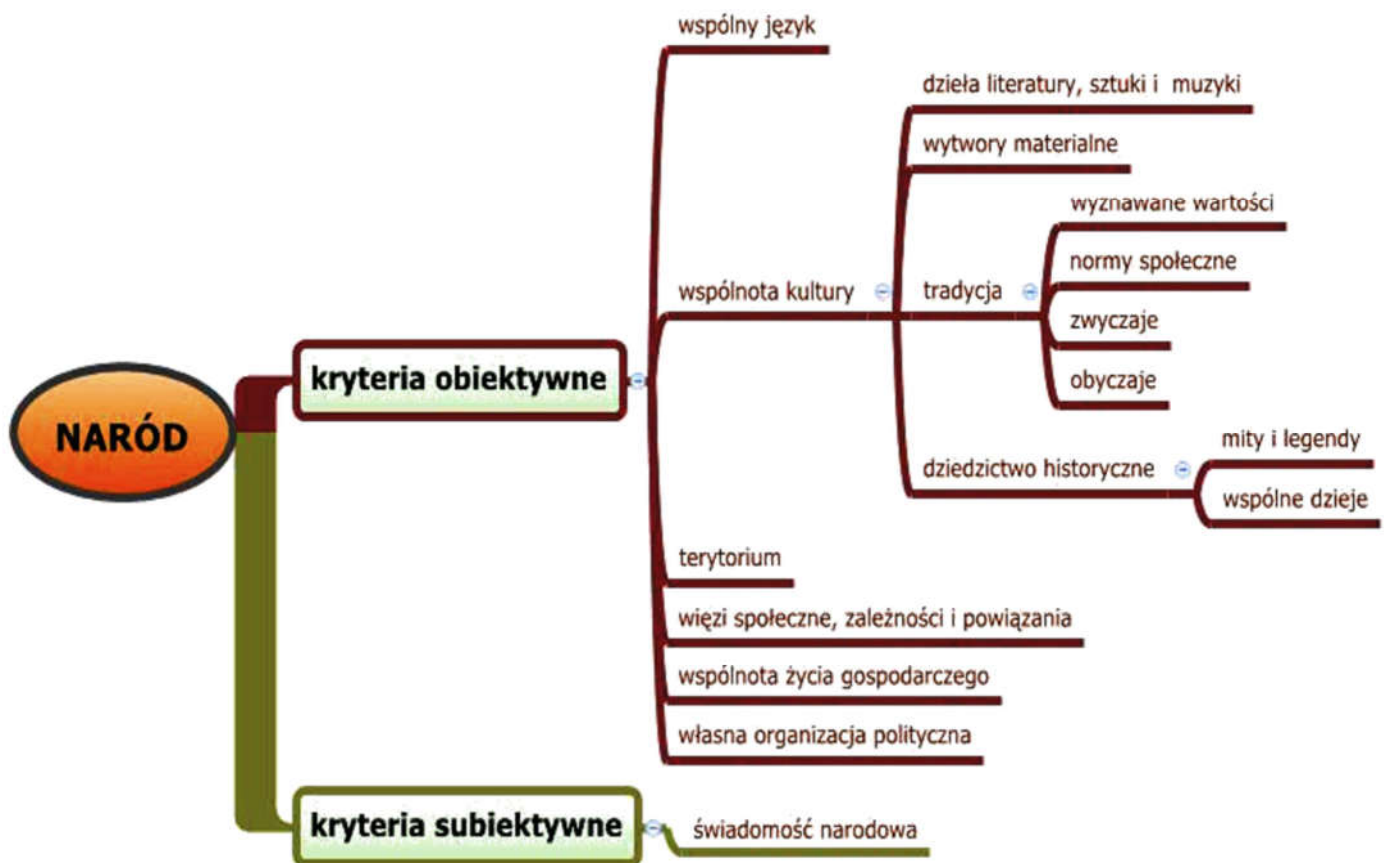 wspólny język
dzieła literatury, sztuki i muzyki
wytwory materialne
wyznawane wartości
normy społeczne
wspólnota kultury
tradycja
zwyczaje
kryteria obiektywne
obyczaje
NARÓD
mity i legendy
dziedzictwo historyczne
wspólne dzieje
terytorium
więzi społeczne, zależności i powiązania
wspólnota życia gospodarczego
własna organizacja polityczna
kryteria subiektywne
świadomość narodowa